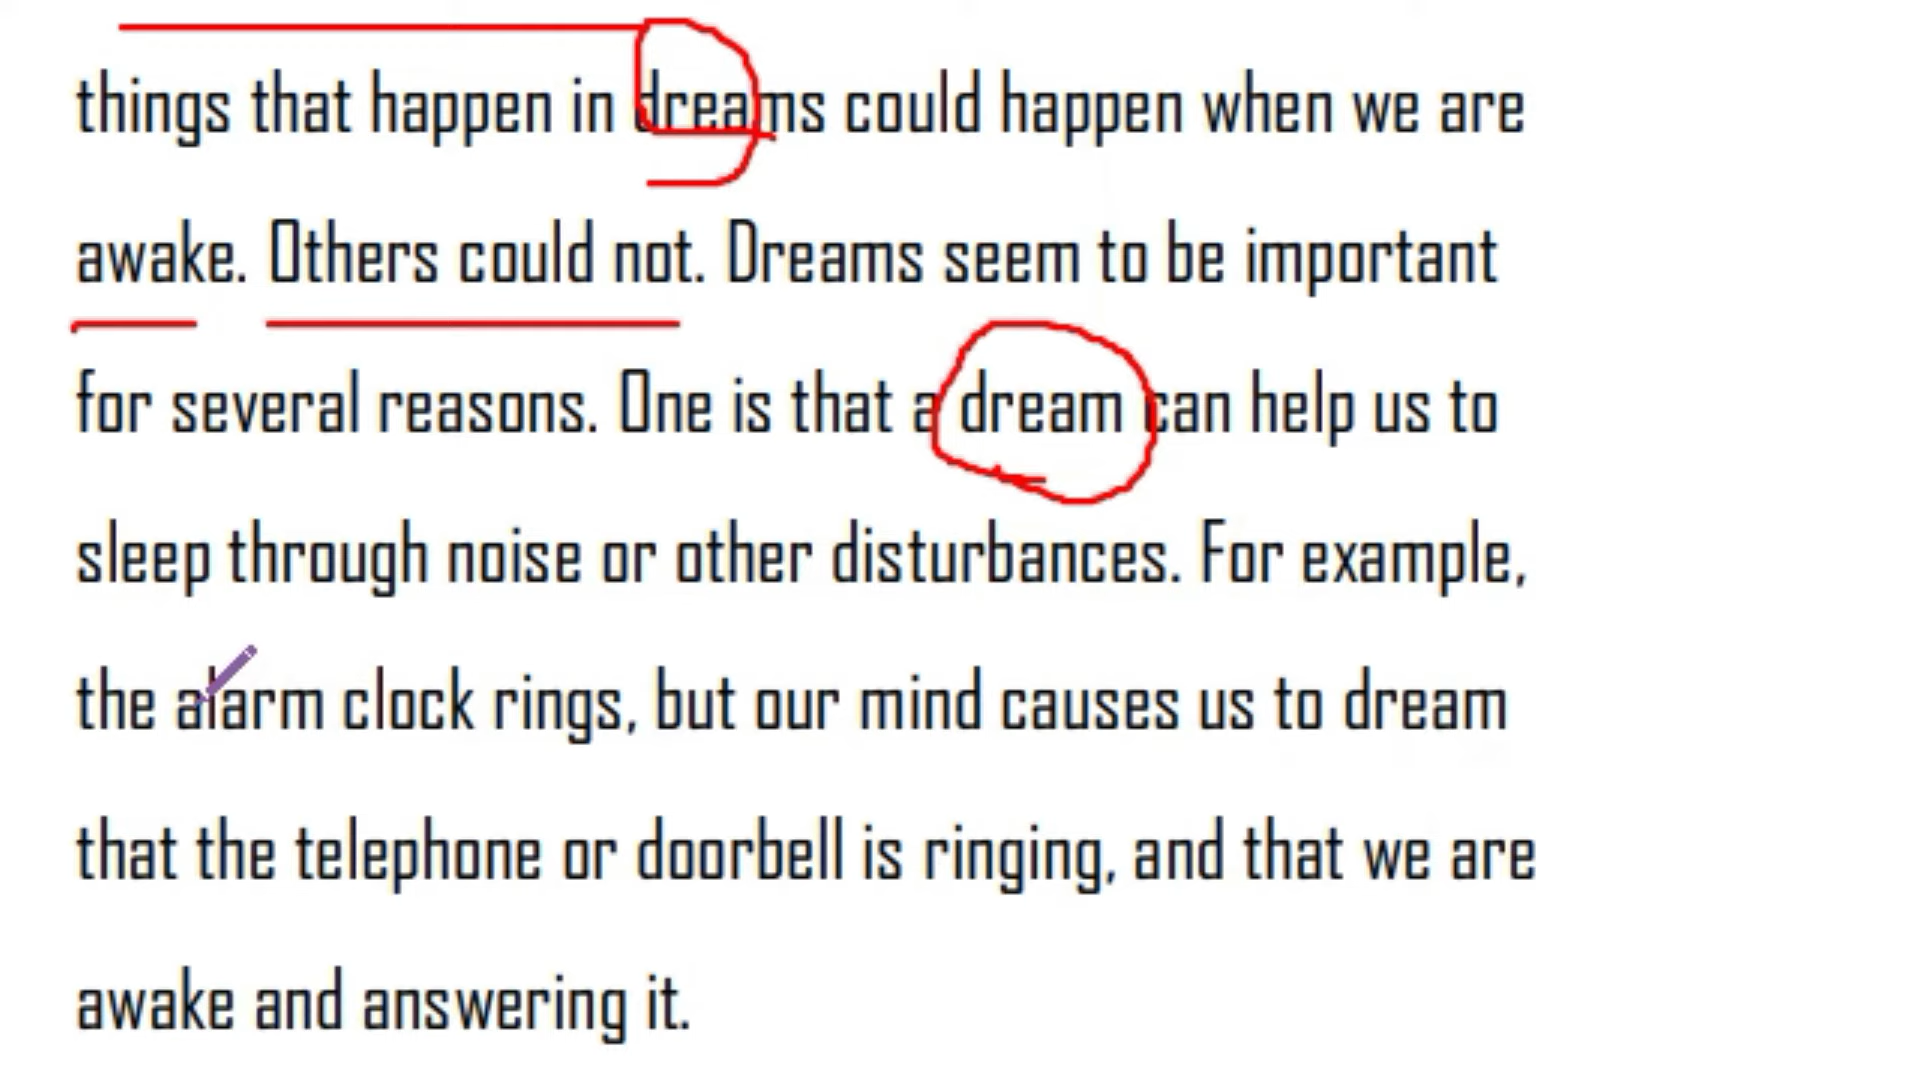 things that happen in dreams could happen when we are
awake. Others could not. Dreams seem to be important
for several reasons. One is that a dream can help us to
sleep through noise or other disturbances. For example,
the alarm clock rings, but our mind causes us to dream
that the telephone or doorbell is ringing, and that we are
awake and answering it.